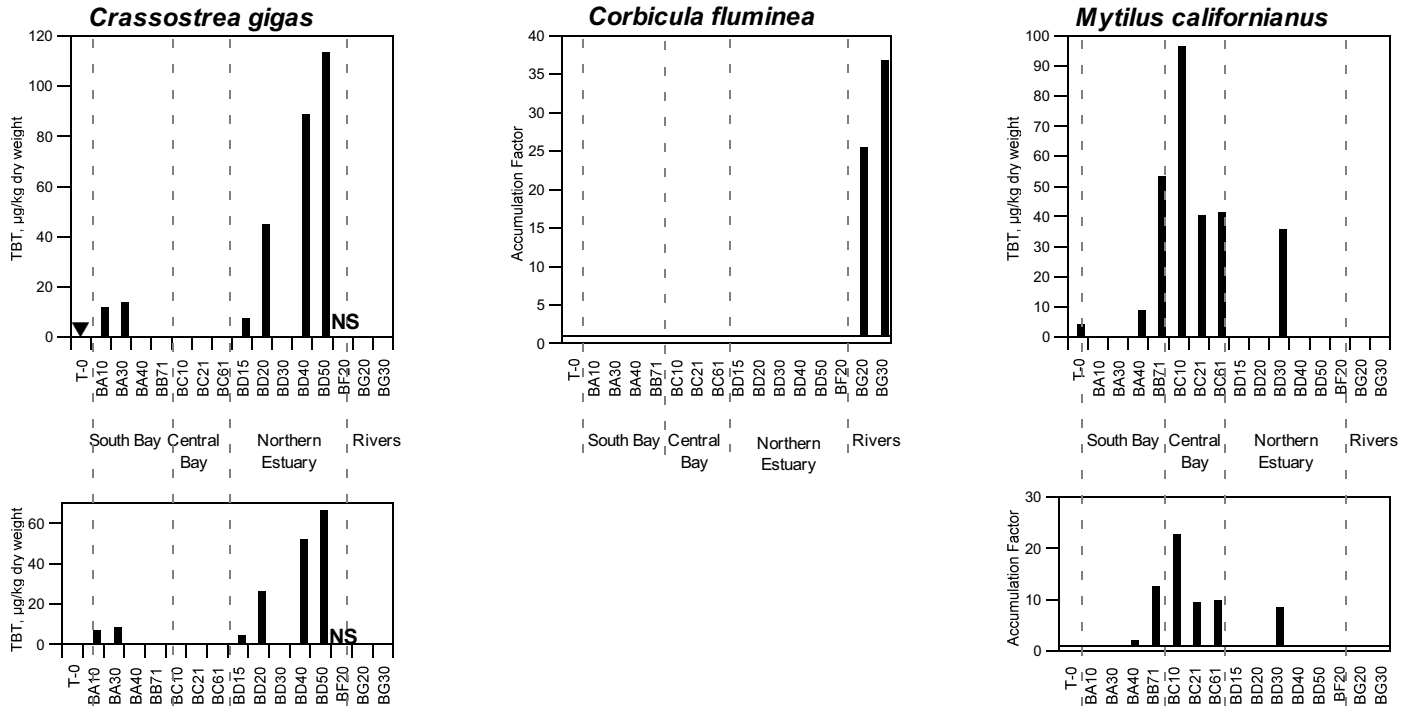 Crassostrea gigas
120
100
80
60
40
20
0
TBT, µg/kg dry weight
NS
T-0 BA10 BA30 BA40 BB71 BC10 BC21 BC61 BD15 BD20 BD30 BD40 BD50 BF20 BG20 BG30
South Bay Central Bay Northern Estuary Rivers
60
40
20
0
TBT, µg/kg dry weight
NS
T-0 BA10 BA30 BA40 BB71 BC10 BC21 BC61 BD15 BD20 BD30 BD40 BD50 BF20 BG20 BG30
Corbicula fluminea
40
35
30
25
20
15
10
5
0
Accumulation Factor
T-0 BA10 BA30 BA40 BB71 BC10 BC21 BC61 BD15 BD20 BD30 BD40 BD50 BF20 BG20 BG30
South Bay Central Bay Northern Estuary Rivers
Mytilus californianus
100
90
80
70
60
50
40
30
20
10
0
TBT, µg/kg dry weight
T-0 BA10 BA30 BA40 BB71 BC10 BC21 BC61 BD15 BD20 BD30 BD40 BD50 BF20 BG20 BG30
South Bay Central Bay Northern Estuary Rivers
30
20
10
0
Accumulation Factor
T-0 BA10 BA30 BA40 BB71 BC10 BC21 BC61 BD15 BD20 BD30 BD40 BD50 BF20 BG20 BG30